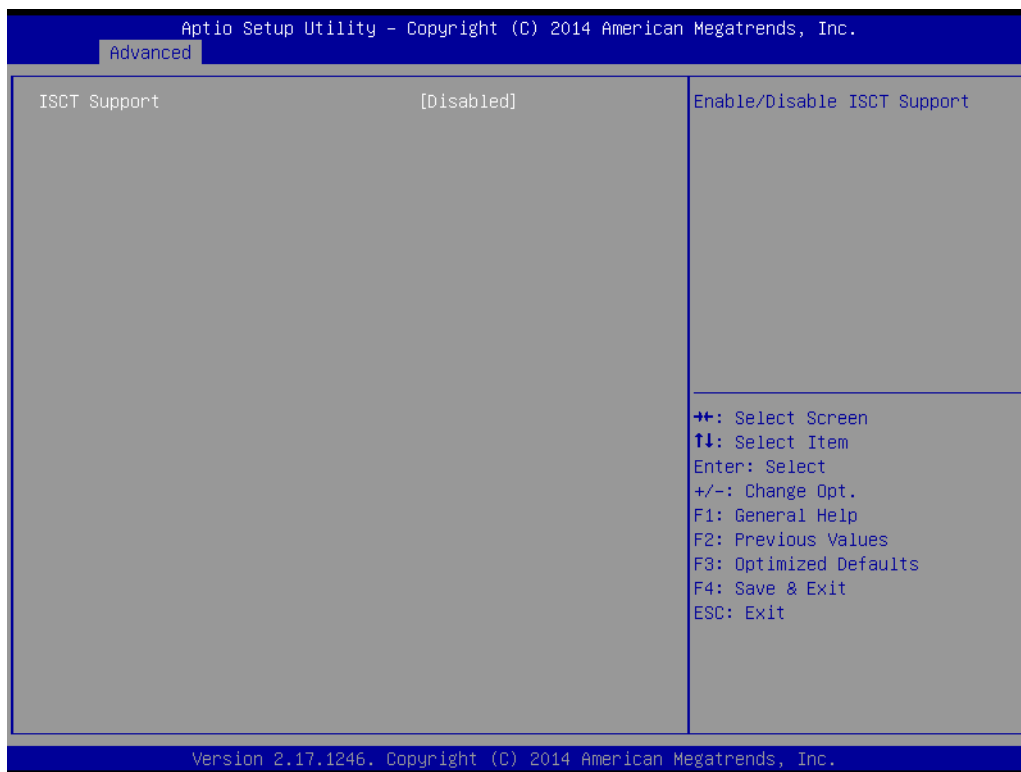 Aptio Setup Utility – Copyright (C) 2014 American Megatrends, Inc.
Advanced
ISCT Support [Disabled]
Enable/Disable ISCT Support
→←: Select Screen
↑↓: Select Item
Enter: Select
+/-: Change Opt.
F1: General Help
F2: Previous Values
F3: Optimized Defaults
F4: Save & Exit
ESC: Exit
Version 2.17.1246. Copyright (C) 2014 American Megatrends, Inc.